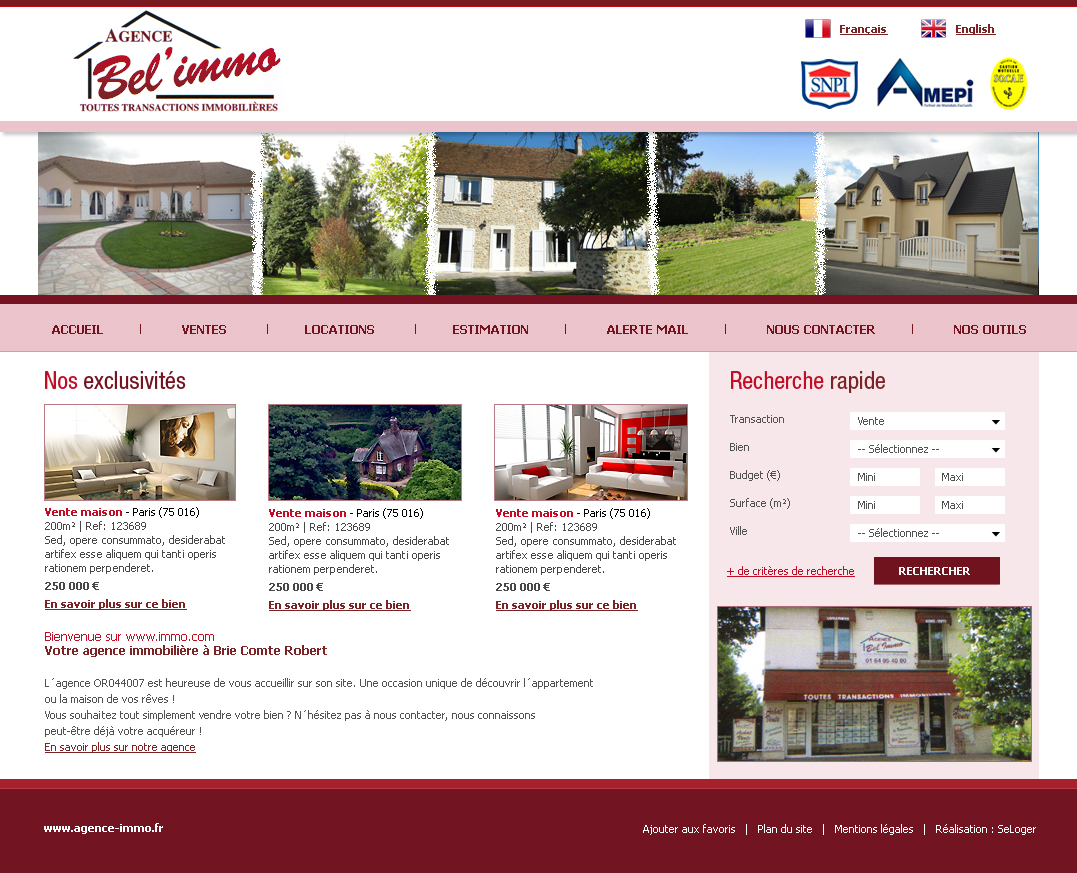 AGENCE
Bel'immo
TOUTES TRANSACTIONS IMMOBILIÈRES
Français
English
SNPI
AMEPI
CAUTION
MUTUELLE
SOCAF
ACCUEIL | VENTES | LOCATIONS | ESTIMATION | ALERTE MAIL | NOUS CONTACTER | NOS OUTILS
Nos exclusivités
Vente maison - Paris (75 016)
200m² | Ref: 123689
Sed, opere consummato, desiderabat
artifex esse aliquem qui tanti operis
rationem perpenderet.
250 000 €
En savoir plus sur ce bien
Vente maison - Paris (75 016)
200m² | Ref: 123689
Sed, opere consummato, desiderabat
artifex esse aliquem qui tanti operis
rationem perpenderet.
250 000 €
En savoir plus sur ce bien
Vente maison - Paris (75 016)
200m² | Ref: 123689
Sed, opere consummato, desiderabat
artifex esse aliquem qui tanti operis
rationem perpenderet.
250 000 €
En savoir plus sur ce bien
Bienvenue sur www.immo.com
Votre agence immobilière à Brie Comte Robert
L´agence OR044007 est heureuse de vous accueillir sur son site. Une occasion unique de découvrir l´appartement
ou la maison de vos rêves !
Vous souhaitez tout simplement vendre votre bien ? N´hésitez pas à nous contacter, nous connaissons
peut-être déjà votre acquéreur !
En savoir plus sur notre agence
Recherche rapide
Transaction Vente
Bien -- Sélectionnez --
Budget (€) Mini Maxi
Surface (m²) Mini Maxi
Ville -- Sélectionnez --
+ de critères de recherche
RECHERCHER
AGENCE
Bel'Immo
01 64 05 40 80
TOUTES TRANSACTIONS IMMOBILIERES
Achat
Vente
www.agence-immo.fr
Ajouter aux favoris | Plan du site | Mentions légales | Réalisation : SeLoger